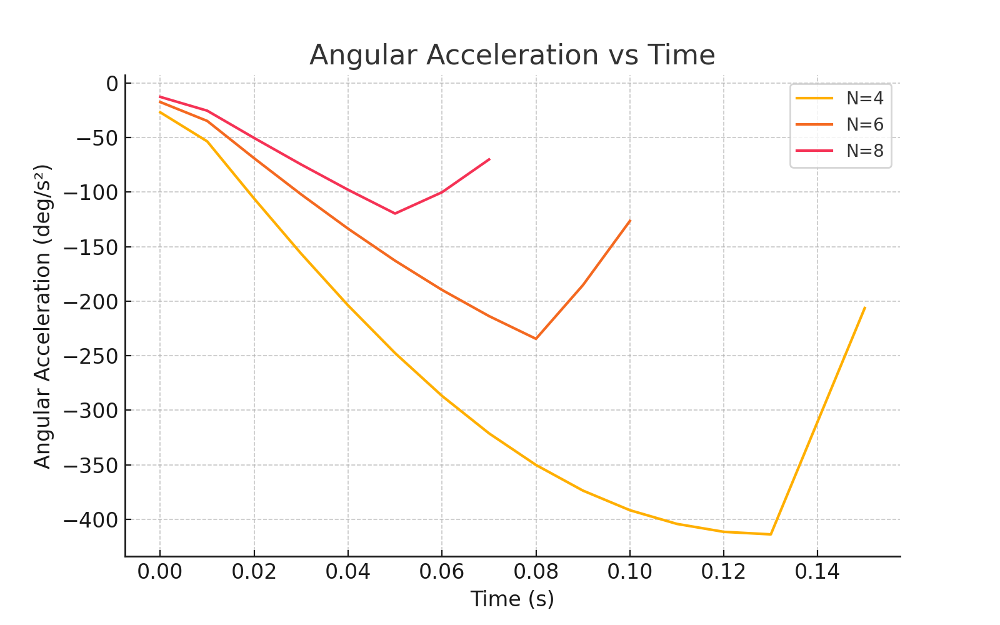 Angular Acceleration vs Time
Angular Acceleration (deg/s²)
0
−50
−100
−150
−200
−250
−300
−350
−400
N=4
N=6
N=8
0.00 0.02 0.04 0.06 0.08 0.10 0.12 0.14
Time (s)